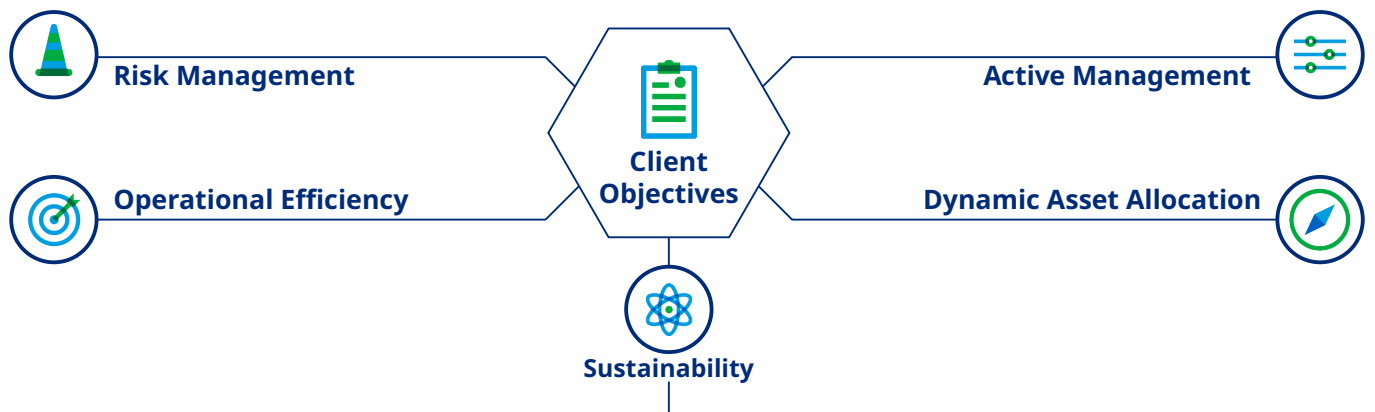 Risk Management
Active Management
Client
Objectives
Operational Efficiency
Dynamic Asset Allocation
Sustainability